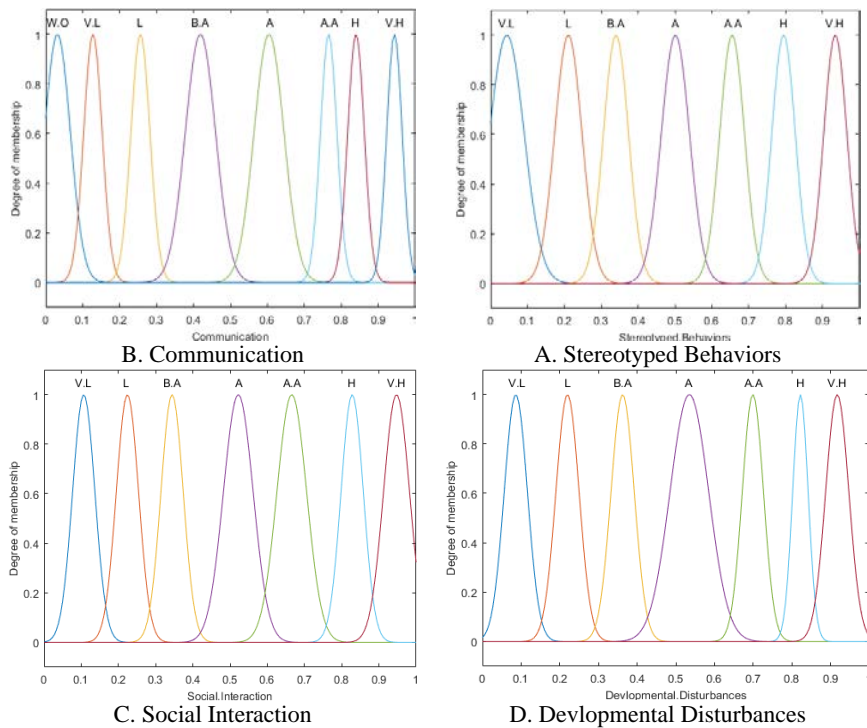 W.O V.L L B.A A A.A H V.H
Degree of membership
1
0.8
0.6
0.4
0.2
0
0 0.1 0.2 0.3 0.4 0.5 0.6 0.7 0.8 0.9 1
Communication
B. Communication
V.L L B.A A A.A H V.H
Degree of membership
1
0.8
0.6
0.4
0.2
0
0 0.1 0.2 0.3 0.4 0.5 0.6 0.7 0.8 0.9 1
Stereotyped.Behaviors
A. Stereotyped Behaviors
V.L L B.A A A.A H V.H
Degree of membership
1
0.8
0.6
0.4
0.2
0
0 0.1 0.2 0.3 0.4 0.5 0.6 0.7 0.8 0.9 1
Social.Interaction
C. Social Interaction
V.L L B.A A A.A H V.H
Degree of membership
1
0.8
0.6
0.4
0.2
0
0 0.1 0.2 0.3 0.4 0.5 0.6 0.7 0.8 0.9 1
Devlopmental.Disturbances
D. Devlopmental Disturbances